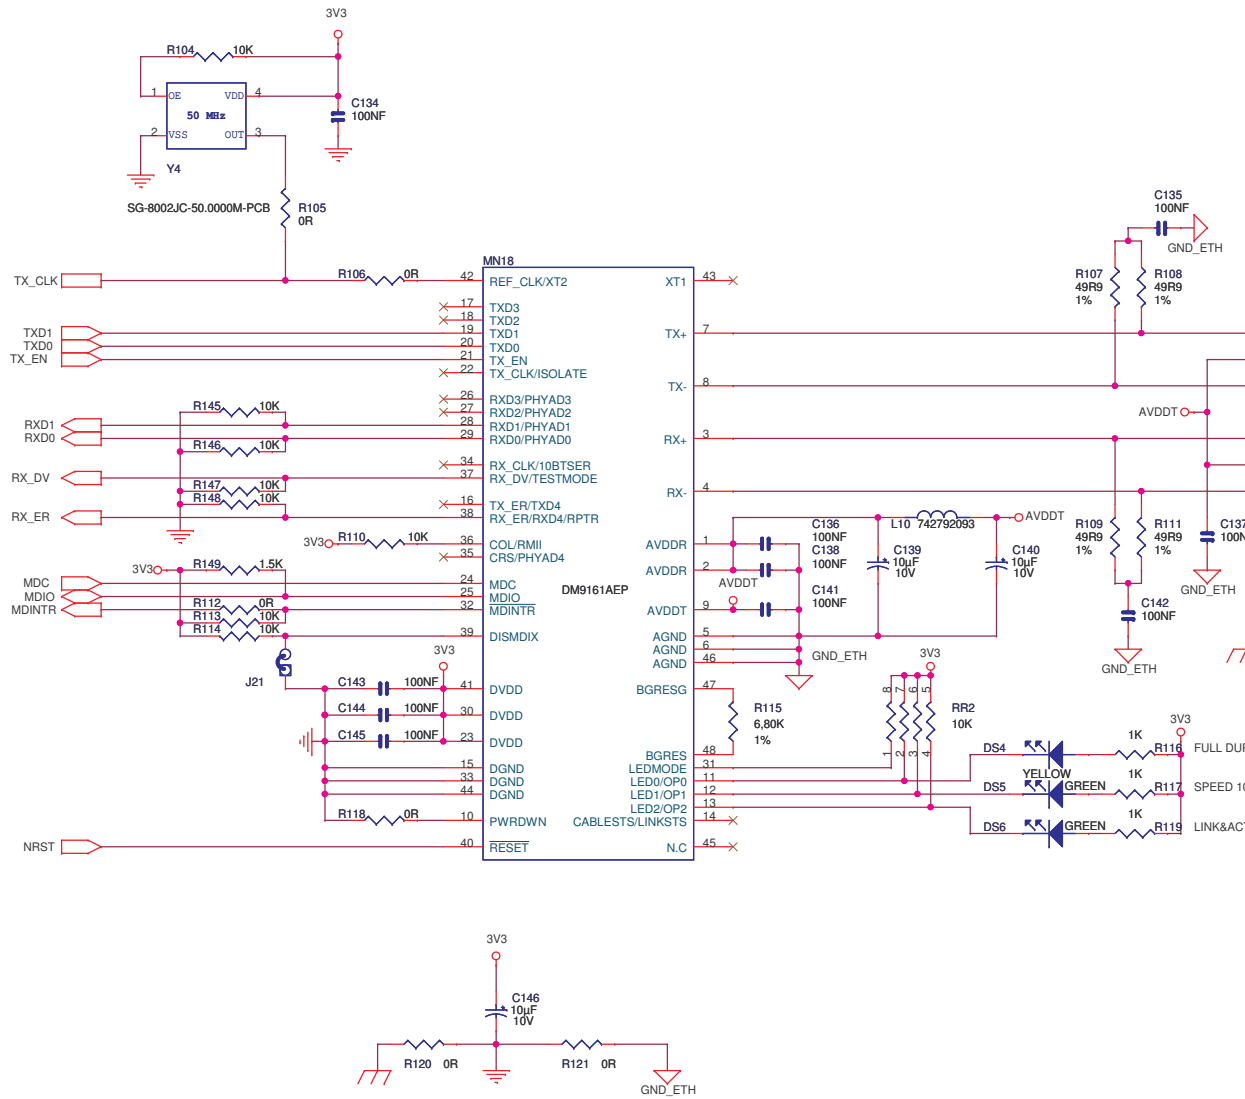 3V3
R104 10K
1 OE VDD 4
50 MHz
2 VSS OUT 3
Y4
C134
100NF
SG-8002JC-50.0000M-PCB
R105
0R
C135
100NF
GND_ETH
R107
49R9
1%
R108
49R9
1%
MN18
TX_CLK
R106 0R
42 REF_CLK/XT2
XT1 43
17 TXD3
18 TXD2
TXD1
19 TXD1
TX+ 7
TXD0
20 TXD0
TX_EN
21 TX_EN
22 TX_CLK/ISOLATE
TX- 8
26 RXD3/PHYAD3
27 RXD2/PHYAD2
R145 10K
RXD1
28 RXD1/PHYAD1
RXD0
29 RXD0/PHYAD0
RX+ 3
AVDDT
R146 10K
34 RX_CLK/10BTSER
RX_DV
37 RX_DV/TESTMODE
R147 10K
RX- 4
R148 10K
16 TX_ER/TXD4
RX_ER
38 RX_ER/RXD4/RPTR
3V3 R110 10K
36 COL/RMII
35 CRS/PHYAD4
AVDDR 1
AVDDR 2
C136
100NF
C138
100NF
L10 742792093
AVDDT
C139
10µF
10V
C140
10µF
10V
R109
49R9
1%
R111
49R9
1%
C137
GND_ETH
3V3 R149 1.5K
MDC
24 MDC
MDIO
25 MDIO
MDINTR
R112 0R
32 MDINTR
R113 10K
R114 10K
39 DISMDIX
DM9161AEP
AVDDT
AVDDT 9
C141
100NF
AGND 5
AGND 6
AGND 46
GND_ETH
C142
100NF
GND_ETH
J21
3V3
C143 100NF
41 DVDD
C144 100NF
30 DVDD
C145 100NF
23 DVDD
15 DGND
33 DGND
44 DGND
R118 0R
10 PWRDWN
NRST
40 RESET
BGRESG 47
R115
6,80K
1%
BGRES 48
3V3
8 7 6 5
RR2
10K
1 2 3 4
LEDMODE 31
LED0/OP0 11
LED1/OP1 12
LED2/OP2 13
CABLESTS/LINKSTS 14
N.C 45
3V3
DS4
YELLOW
1K
R116
DS5 GREEN
1K
R117
SPEED
DS6 GREEN
1K
R119
FULL
3V3
C146
10µF
10V
R120 0R
R121 0R
GND_ETH